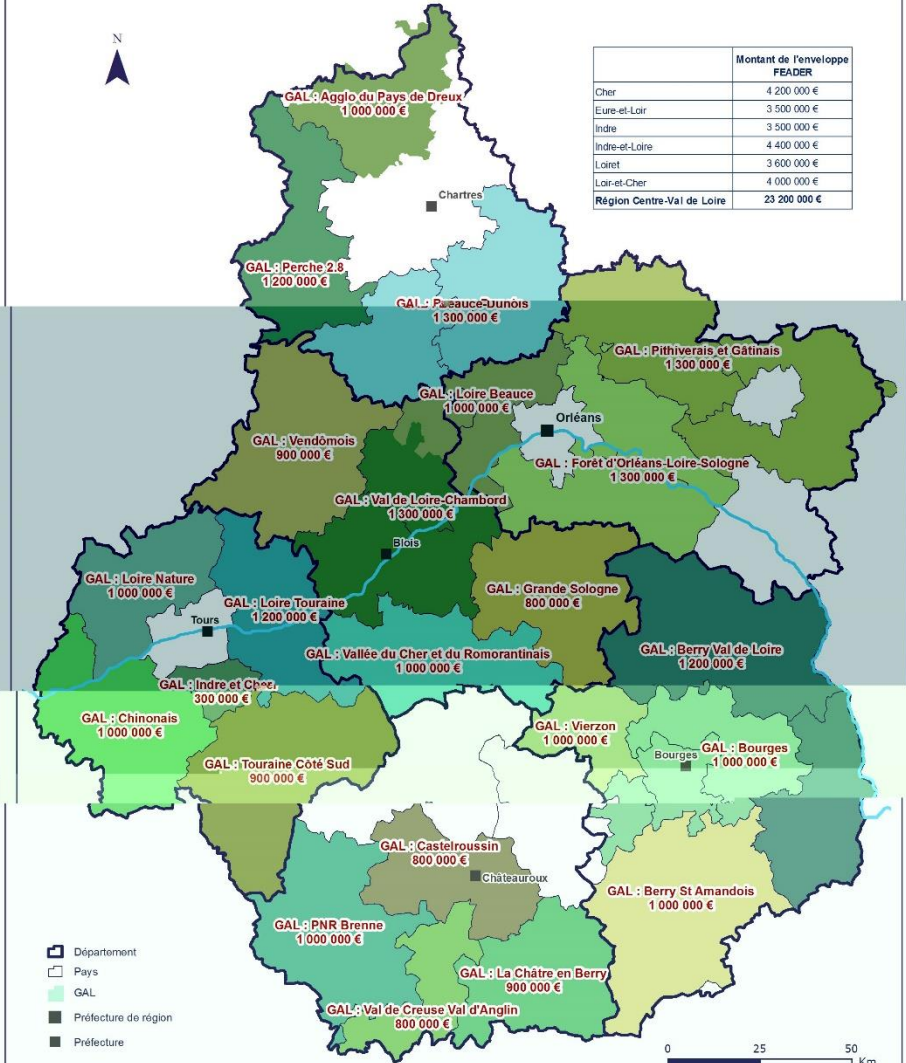 N
Montant de l'enveloppe
FEADER
Cher 4 200 000 €
Eure-et-Loir 3 500 000 €
Indre 3 500 000 €
Indre-et-Loire 4 400 000 €
Loiret 3 600 000 €
Loir-et-Cher 4 000 000 €
Région Centre-Val de Loire 23 200 000 €
GAL : Agglo du Pays de Dreux
1 000 000 €
Chartres
GAL : Perche 2.8
1 200 000 €
GAL :
1 300 000 €
GAL : Pithiverais et Gâtinais
1 300 000 €
GAL : Loire Beauce
1 000 000 €
Orléans
GAL : Vendômois
900 000 €
GAL : Forêt d'Orléans-Loire-Sologne
1 300 000 €
GAL : Val de Loire-Chambord
1 300 000 €
Blois
GAL : Loire Nature
1 000 000 €
GAL : Grande Sologne
800 000 €
GAL : Loire Touraine
1 200 000 €
Tours
GAL : Berry Val de Loire
1 200 000 €
GAL : Vallée du Cher et du Romorantinais
1 000 000 €
GAL : Indre et Cher
300 000 €
GAL : Chinonais
1 000 000 €
GAL : Vierzon
1 000 000 €
GAL : Bourges
1 000 000 €
Bourges
GAL : Touraine Côté Sud
900 000 €
GAL : Castelroussin
800 000 €
Châteauroux
GAL : Berry St Amandois
1 000 000 €
GAL : PNR Brenne
1 000 000 €
GAL : La Châtre en Berry
900 000 €
GAL : Val de Creuse Val d'Anglin
800 000 €
Département
Pays
GAL
Préfecture de région
Préfecture
0 25 50
Km